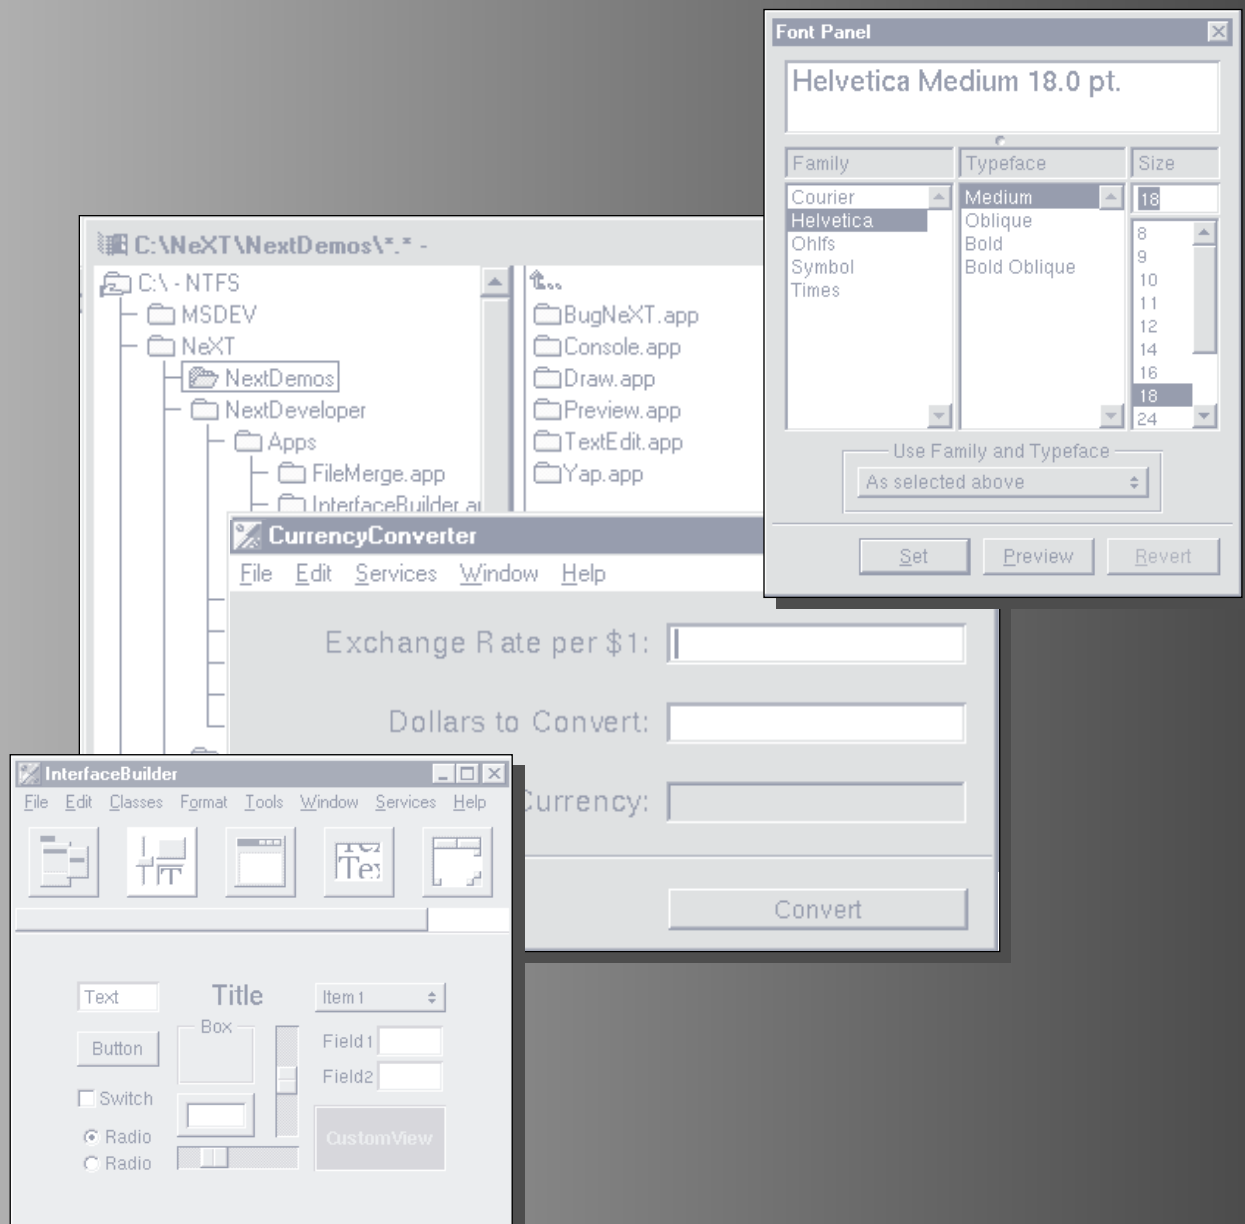 Font Panel
Helvetica Medium 18.0 pt.
Family
Typeface
Size
Courier
Helvetica
Ohlfs
Symbol
Times
Medium
Oblique
Bold
Bold Oblique
18
8
9
10
11
12
14
16
18
24
Use Family and Typeface
As selected above
Set
Preview
Revert
C:\NeXT\NextDemos\*.* -
C:\ - NTFS
MSDEV
NeXT
NextDemos
NextDeveloper
Apps
FileMerge.app
InterfaceBuilder.a
BugNeXT.app
Console.app
Draw.app
Preview.app
TextEdit.app
Yap.app
CurrencyConverter
File Edit Services Window Help
Exchange Rate per $1:
Dollars to Convert:
Currency:
Convert
InterfaceBuilder
File Edit Classes Format Tools Window Services Help
Text
Title
Item1
Button
Box
Field1
Field2
Switch
Radio
Radio
CustomView